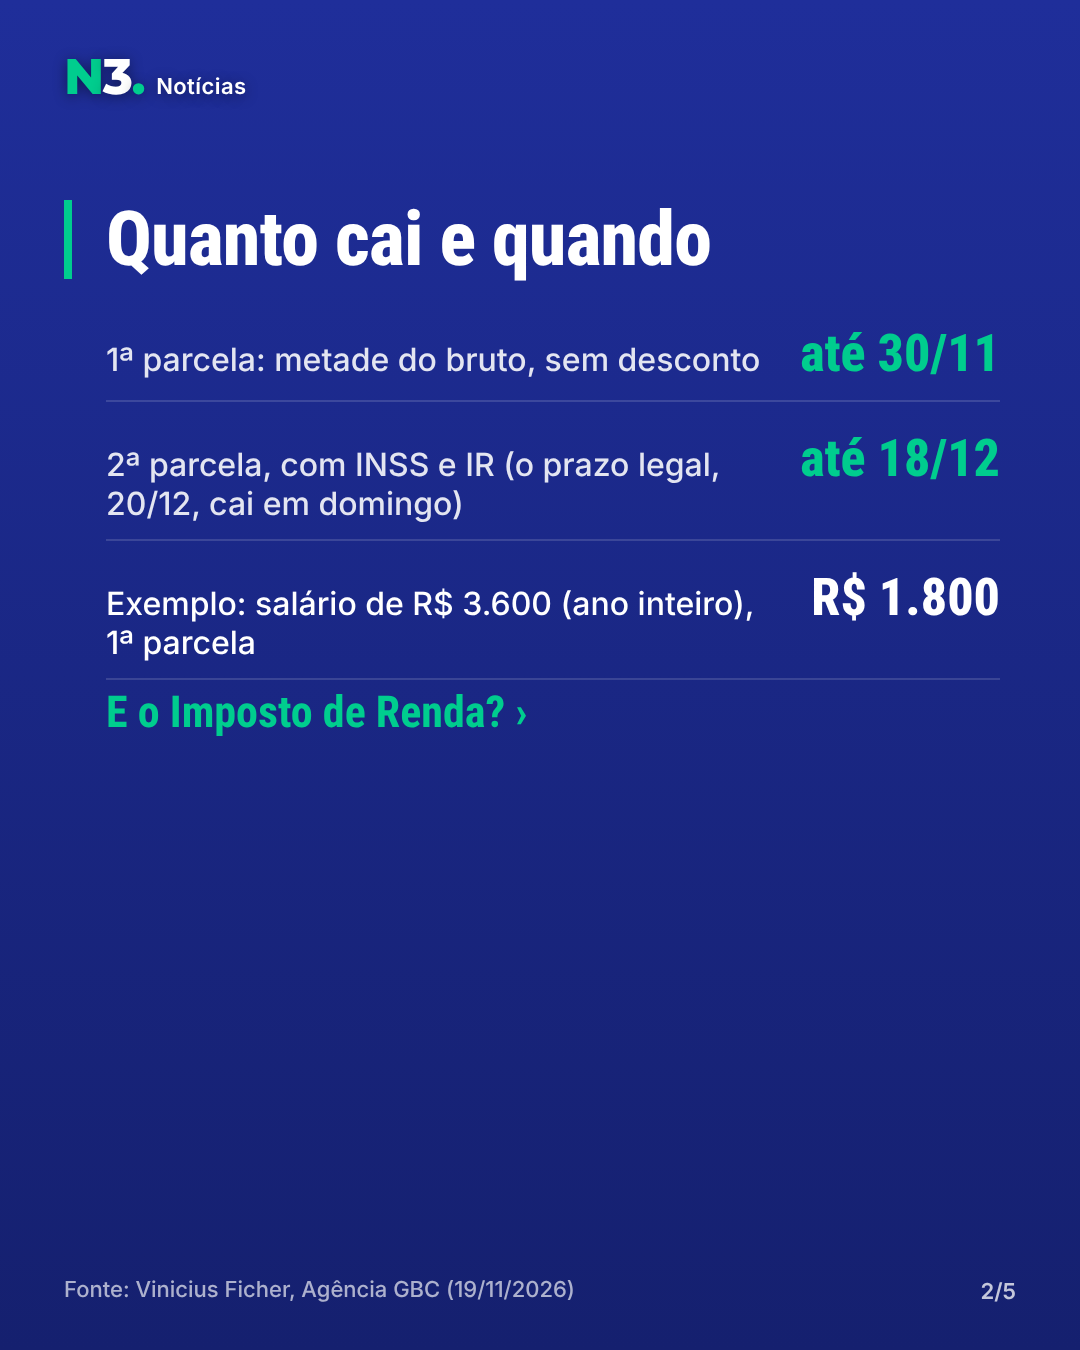 N3. Notícias
Quanto cai e quando
1ª parcela: metade do bruto, sem desconto até 30/11
2ª parcela, com INSS e IR (o prazo legal, até 18/12
20/12, cai em domingo)
Exemplo: salário de R$ 3.600 (ano inteiro), R$ 1.800
1ª parcela
E o Imposto de Renda? ›
Fonte: Vinicius Ficher, Agência GBC (19/11/2026) 2/5